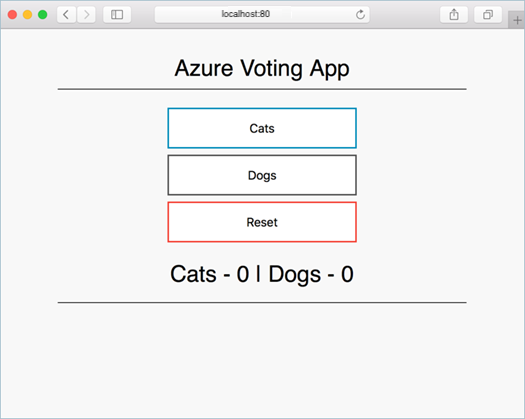 localhost:80
Azure Voting App
Cats
Dogs
Reset
Cats - 0 | Dogs - 0